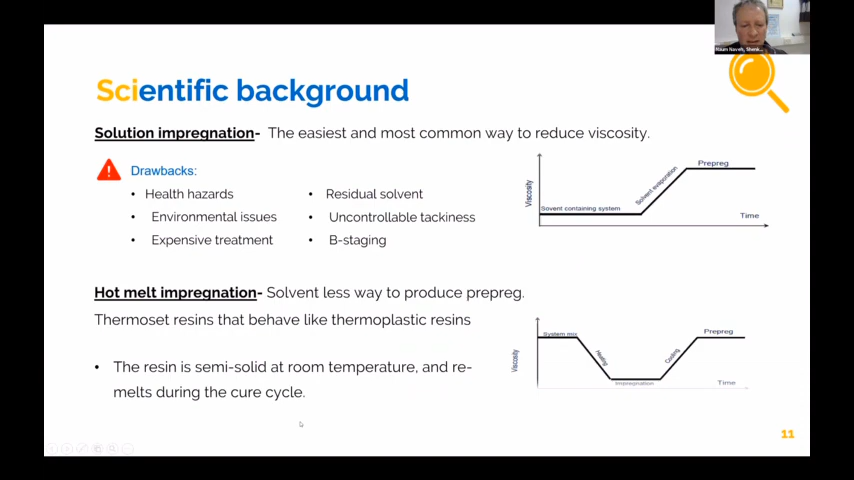 Naum Naveh, Shenk...
Scientific background
Solution impregnation- The easiest and most common way to reduce viscosity.
Drawbacks:
• Health hazards
• Environmental issues
• Expensive treatment
• Residual solvent
• Uncontrollable tackiness
• B-staging
Viscosity
Sovent containing system
Solvent evaporation
Prepreg
Time
Hot melt impregnation- Solvent less way to produce prepreg.
Thermoset resins that behave like thermoplastic resins
• The resin is semi-solid at room temperature, and re-
melts during the cure cycle.
Viscosity
System mix
Heating
Impregnation
Cooling
Prepreg
Time
11